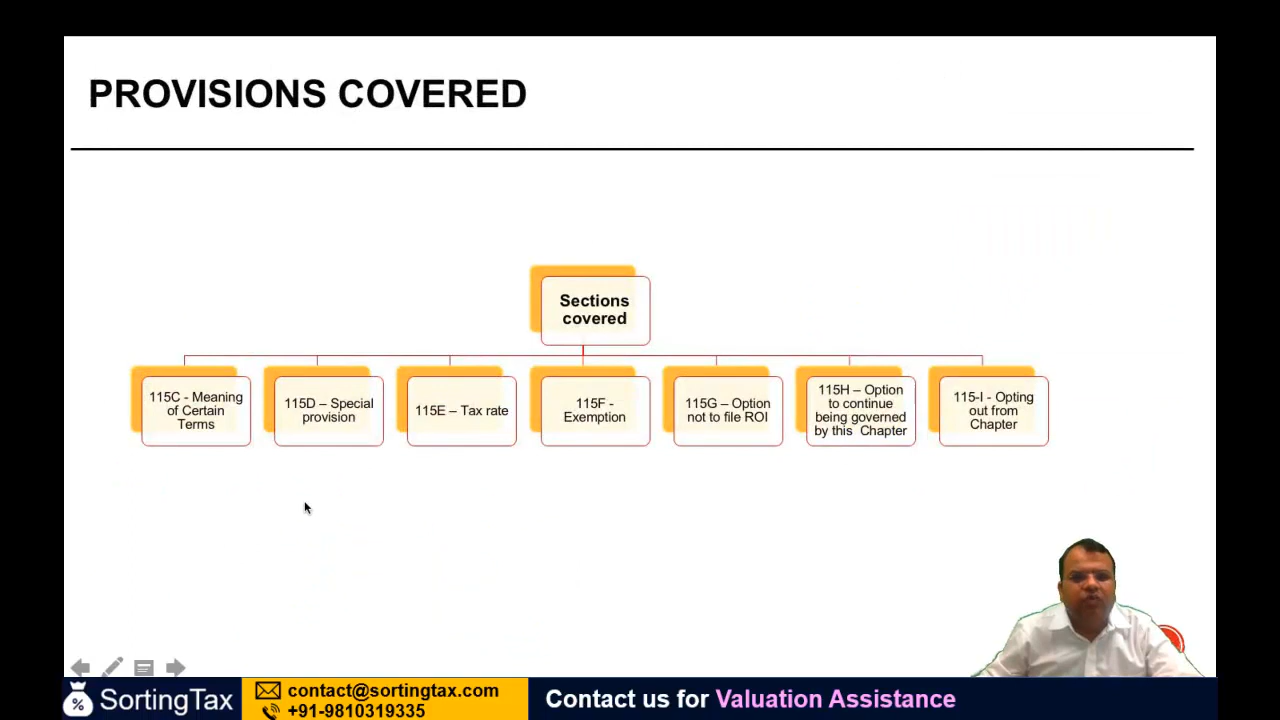 PROVISIONS COVERED
Sections
covered
115C - Meaning
of Certain
Terms
115D – Special
provision
115E – Tax rate
115F -
Exemption
115G – Option
not to file ROI
115H – Option
to continue
being governed
by this Chapter
115-I - Opting
out from
Chapter
% SortingTax
contact@sortingtax.com
+91-9810319335
Contact us for Valuation Assistance